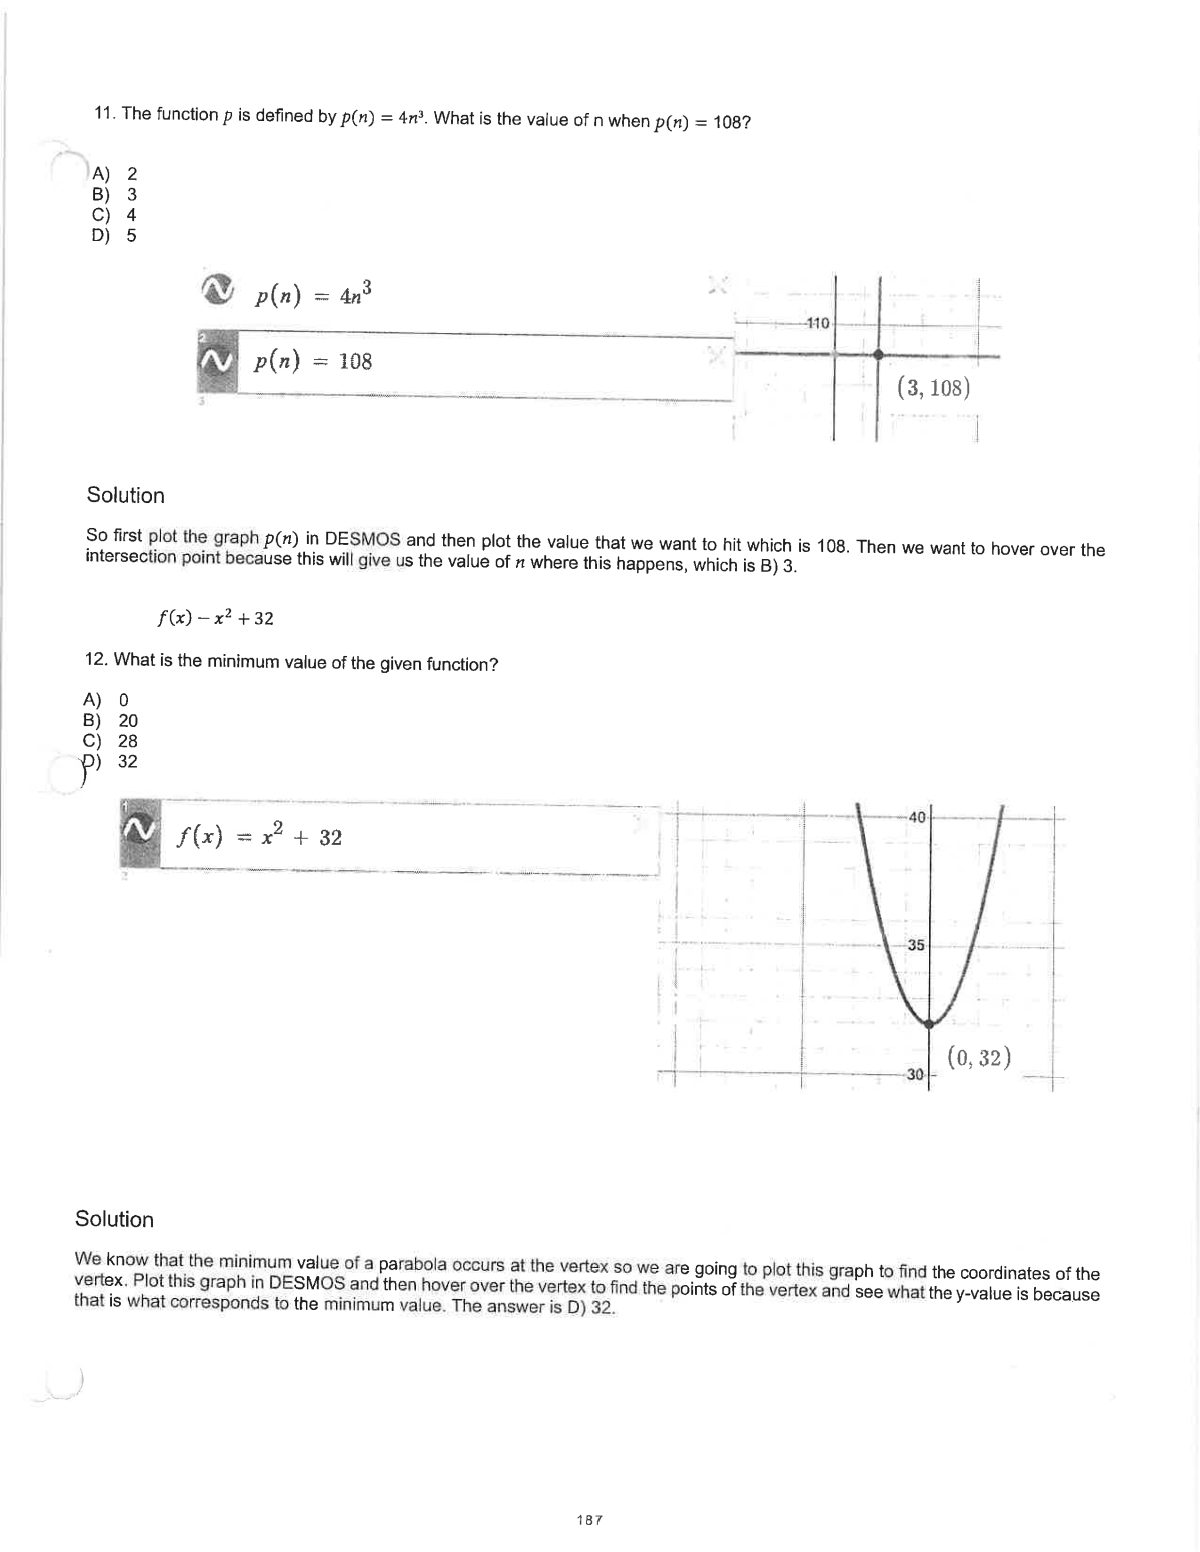 11. The function p is defined by p(n) = 4n³. What is the value of n when p(n) = 108?
A) 2
B) 3
C) 4
D) 5
p(n) = 4n³
2
p(n) = 108
3
110
(3, 108)
Solution
So first plot the graph p(n) in DESMOS and then plot the value that we want to hit which is 108. Then we want to hover over the
intersection point because this will give us the value of n where this happens, which is B) 3.
f(x) − x² + 32
12. What is the minimum value of the given function?
A) 0
B) 20
C) 28
D) 32
1
f(x) = x² + 32
2
40
35
(0, 32)
30
Solution
We know that the minimum value of a parabola occurs at the vertex so we are going to plot this graph to find the coordinates of the
vertex. Plot this graph in DESMOS and then hover over the vertex to find the points of the vertex and see what the y-value is because
that is what corresponds to the minimum value. The answer is D) 32.
187